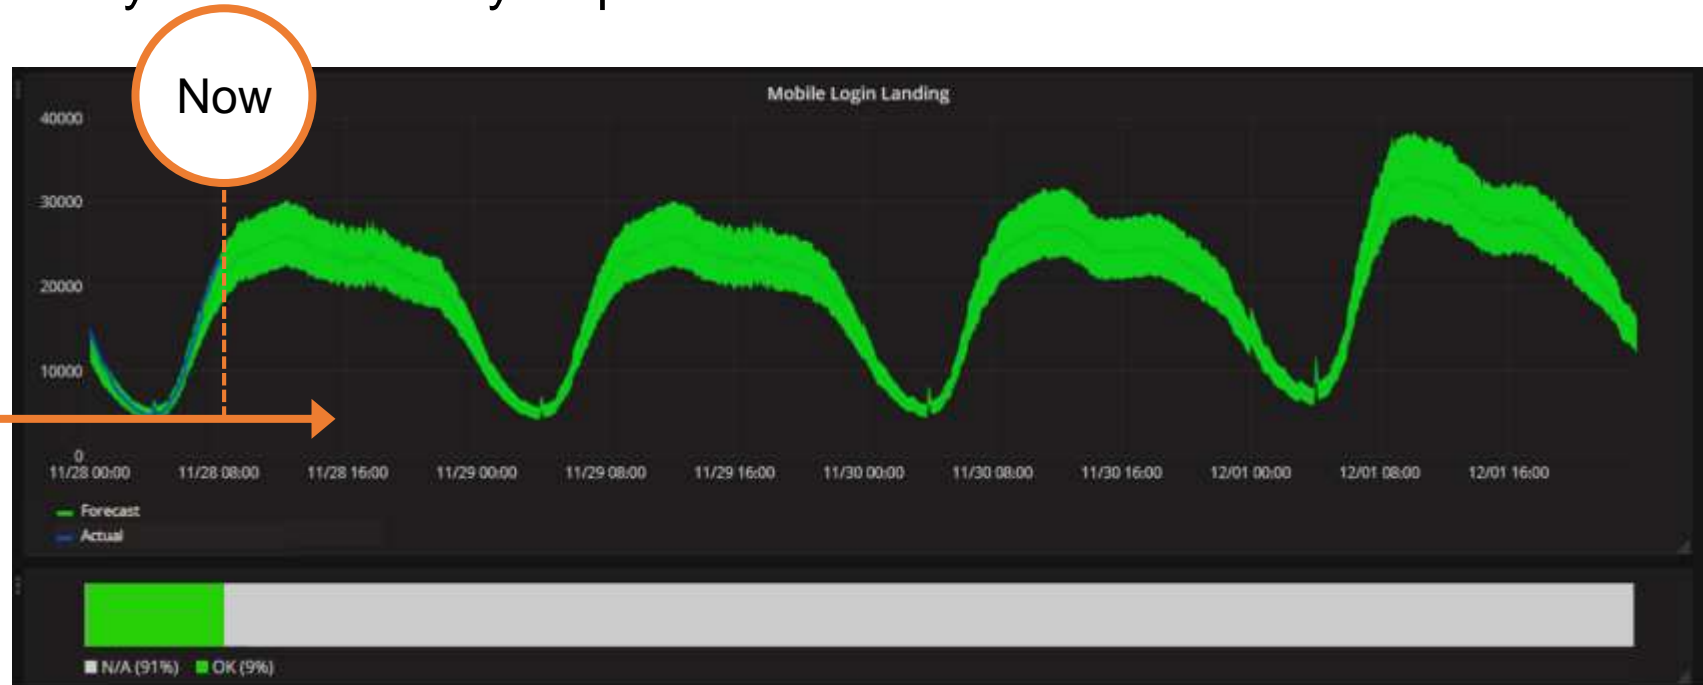 Now
Mobile Login Landing
40000
30000
20000
10000
0
11/28 00:00 11/28 08:00 11/28 16:00 11/29 00:00 11/29 08:00 11/29 16:00 11/30 00:00 11/30 08:00 11/30 16:00 12/01 00:00 12/01 08:00 12/01 16:00
Forecast
Actual
N/A (91%) OK (9%)